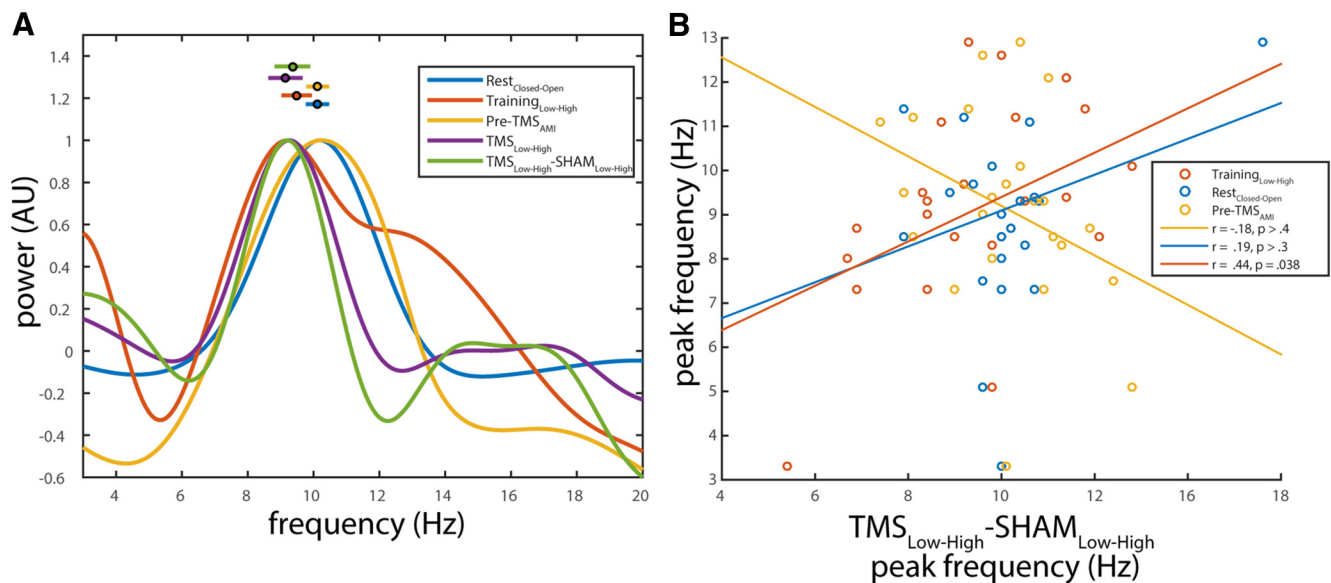 A
1.4
1.2
1
0.8
0.6
0.4
0.2
0
-0.2
-0.4
-0.6
power (AU)
4 6 8 10 12 14 16 18 20
frequency (Hz)
RestClosed-Open
TrainingLow-High
Pre-TMSAMI
TMSLow-High
TMSLow-High-SHAMLow-High
B
13
12
11
10
9
8
7
6
5
4
3
peak frequency (Hz)
4 6 8 10 12 14 16 18
TMSLow-High-SHAMLow-High
peak frequency (Hz)
TrainingLow-High
RestClosed-Open
Pre-TMSAMI
r = -.18, p > .4
r = .19, p > .3
r = .44, p = .038